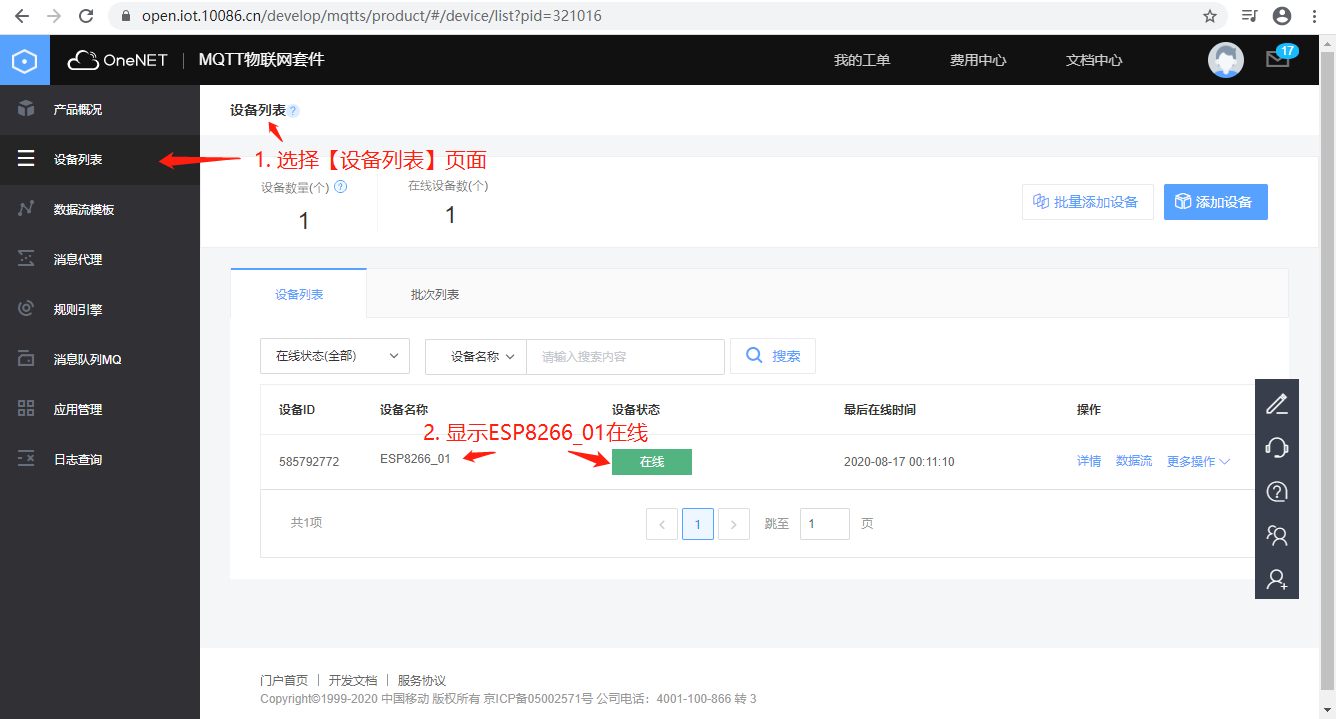 open.iot.10086.cn/develop/mqtts/product/#/device/list?pid=321016
OneNET | MQTT物联网套件 我的工单 费用中心 文档中心 17
产品概况
设备列表
数据流模板
消息代理
规则引擎
消息队列MQ
应用管理
日志查询
设备列表 ?
1. 选择【设备列表】页面
设备数量(个) ? 在线设备数(个)
1 1
批量添加设备 添加设备
设备列表 批次列表
在线状态(全部) 设备名称 请输入搜索内容 搜索
设备ID 设备名称 设备状态 最后在线时间 操作
2. 显示ESP8266_01在线
585792772 ESP8266_01 在线 2020-08-17 00:11:10 详情 数据流 更多操作
共1项 < 1 > 跳至 1 页
门户首页 | 开发文档 | 服务协议
Copyright©1999-2020 中国移动 版权所有 京ICP备05002571号 公司电话：4001-100-866 转 3